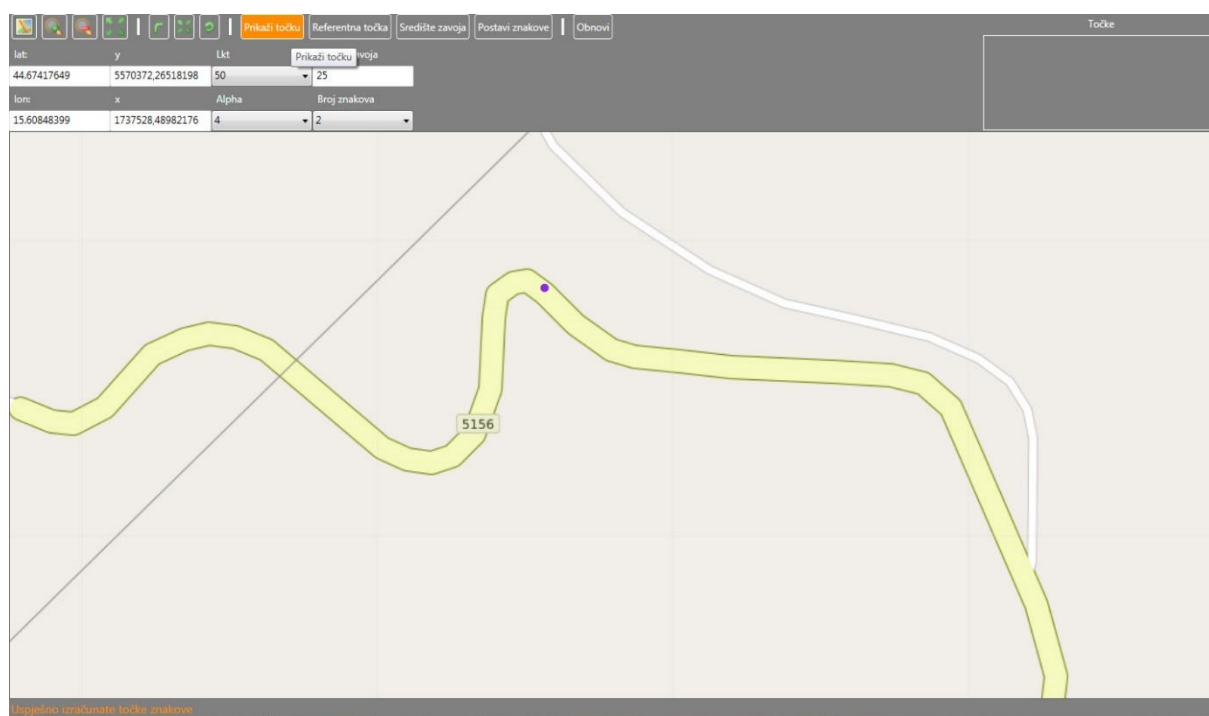 Prikaži točku Referentna točka Središte zavoja Postavi znakove Obnovi Točke
lat: y Lkt Prikaži točku voja
44.67417649 5570372,26518198 50 25
lon: x Alpha Broj znakova
15.60848399 1737528,48982176 4 2
5156
Uspješno izračunate točke znakove